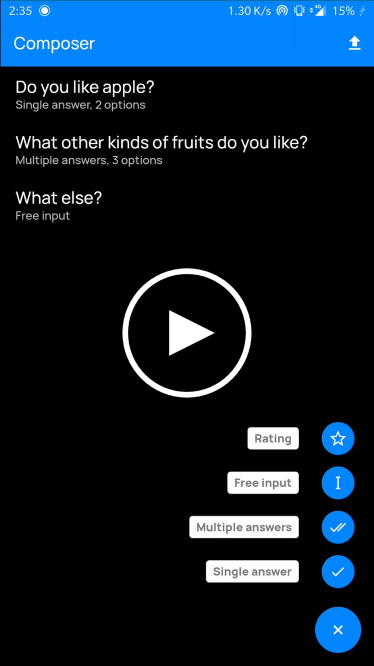 2:35 1.30 K/s 4G 15%
Composer
Do you like apple?
Single answer, 2 options
What other kinds of fruits do you like?
Multiple answers, 3 options
What else?
Free input
Rating
Free input
Multiple answers
Single answer